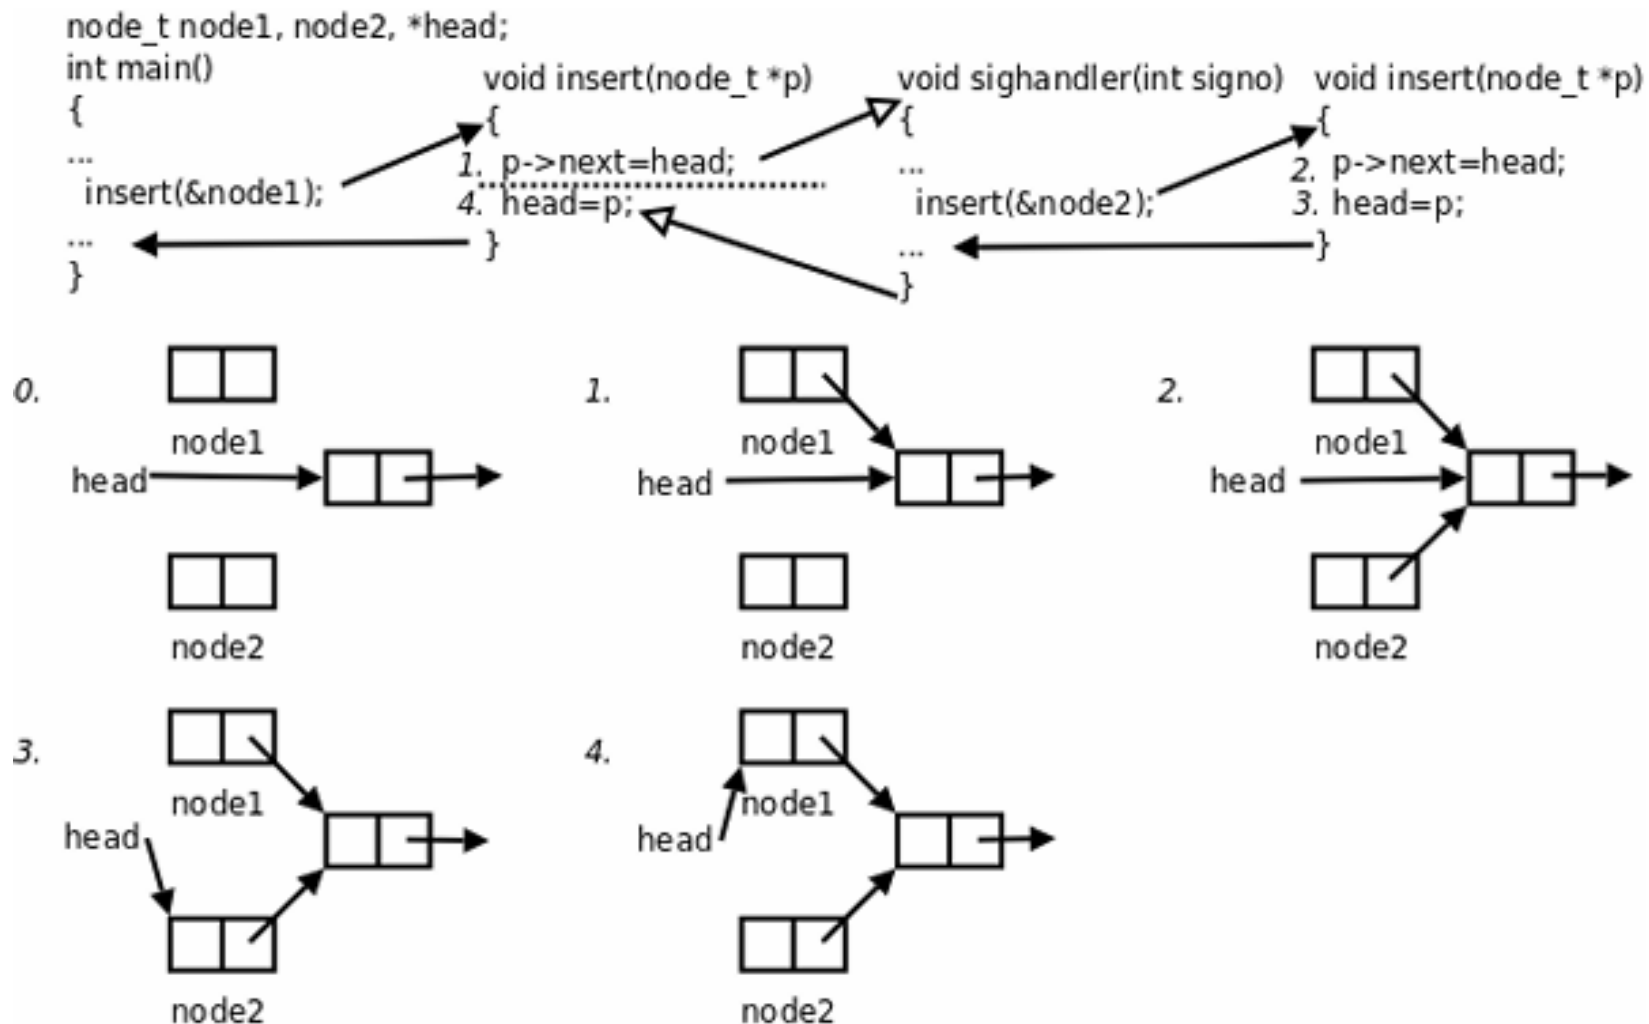 node_t node1, node2, *head;
int main()
{
...
insert(&node1);
...
}
void insert(node_t *p)
{
1. p->next=head;
4. head=p;
}
void sighandler(int signo)
{
...
insert(&node2);
...
}
void insert(node_t *p)
{
2. p->next=head;
3. head=p;
}
0.
node1
head
node2
1.
node1
head
node2
2.
node1
head
node2
3.
node1
head
node2
4.
node1
head
node2